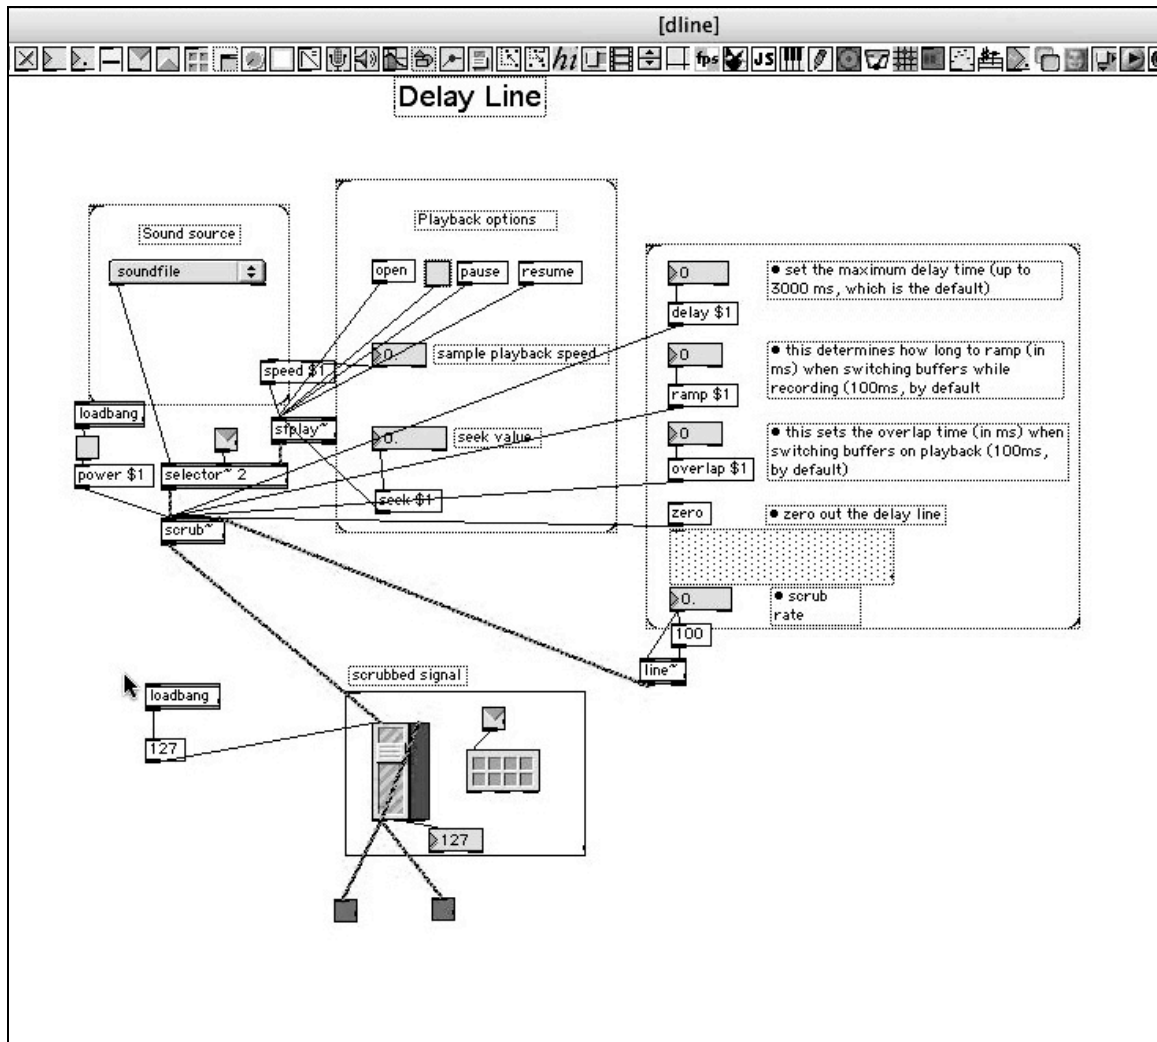 [dline]
hi
fps
JS
Delay Line
Sound source
soundfile
Playback options
open
pause
resume
0.
sample playback speed
speed $1
loadbang
sfplay~
0.
seek value
power $1
selector~ 2
seek $1
scrub~
0
• set the maximum delay time (up to
3000 ms, which is the default)
delay $1
0
• this determines how long to ramp (in
ms) when switching buffers while
recording (100ms, by default
ramp $1
0
• this sets the overlap time (in ms) when
switching buffers on playback (100ms,
by default)
overlap $1
zero
• zero out the delay line
0.
• scrub
rate
100
line~
scrubbed signal
loadbang
127
127